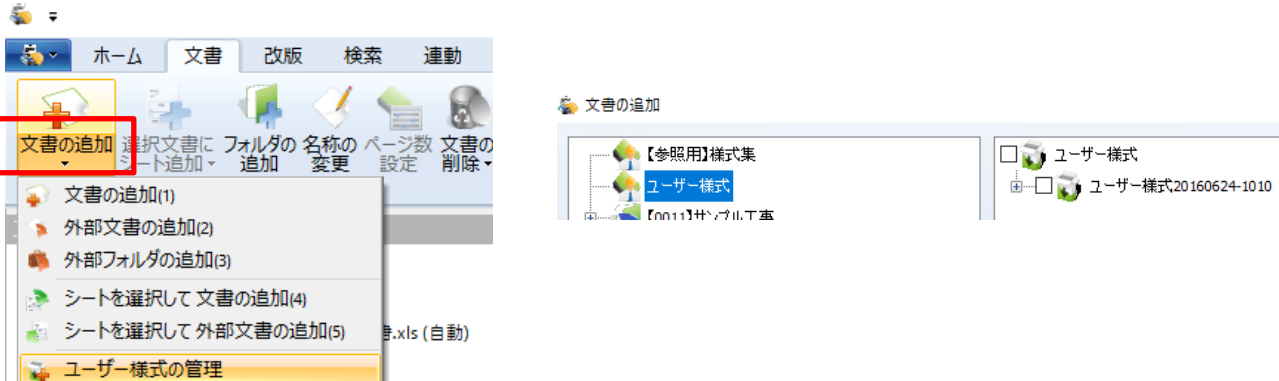 ホーム 文書 改版 検索 連動
文書の追加 選択文書に フォルダの 名称の ページ数 文書の
シート追加 追加 変更 設定 削除
文書の追加(1)
外部文書の追加(2)
外部フォルダの追加(3)
シートを選択して 文書の追加(4)
シートを選択して 外部文書の追加(5)
.xls (自動)
ユーザー様式の管理
文書の追加
【参照用】様式集
ユーザー様式
【0011】サンプル工事
ユーザー様式
ユーザー様式20160624-1010